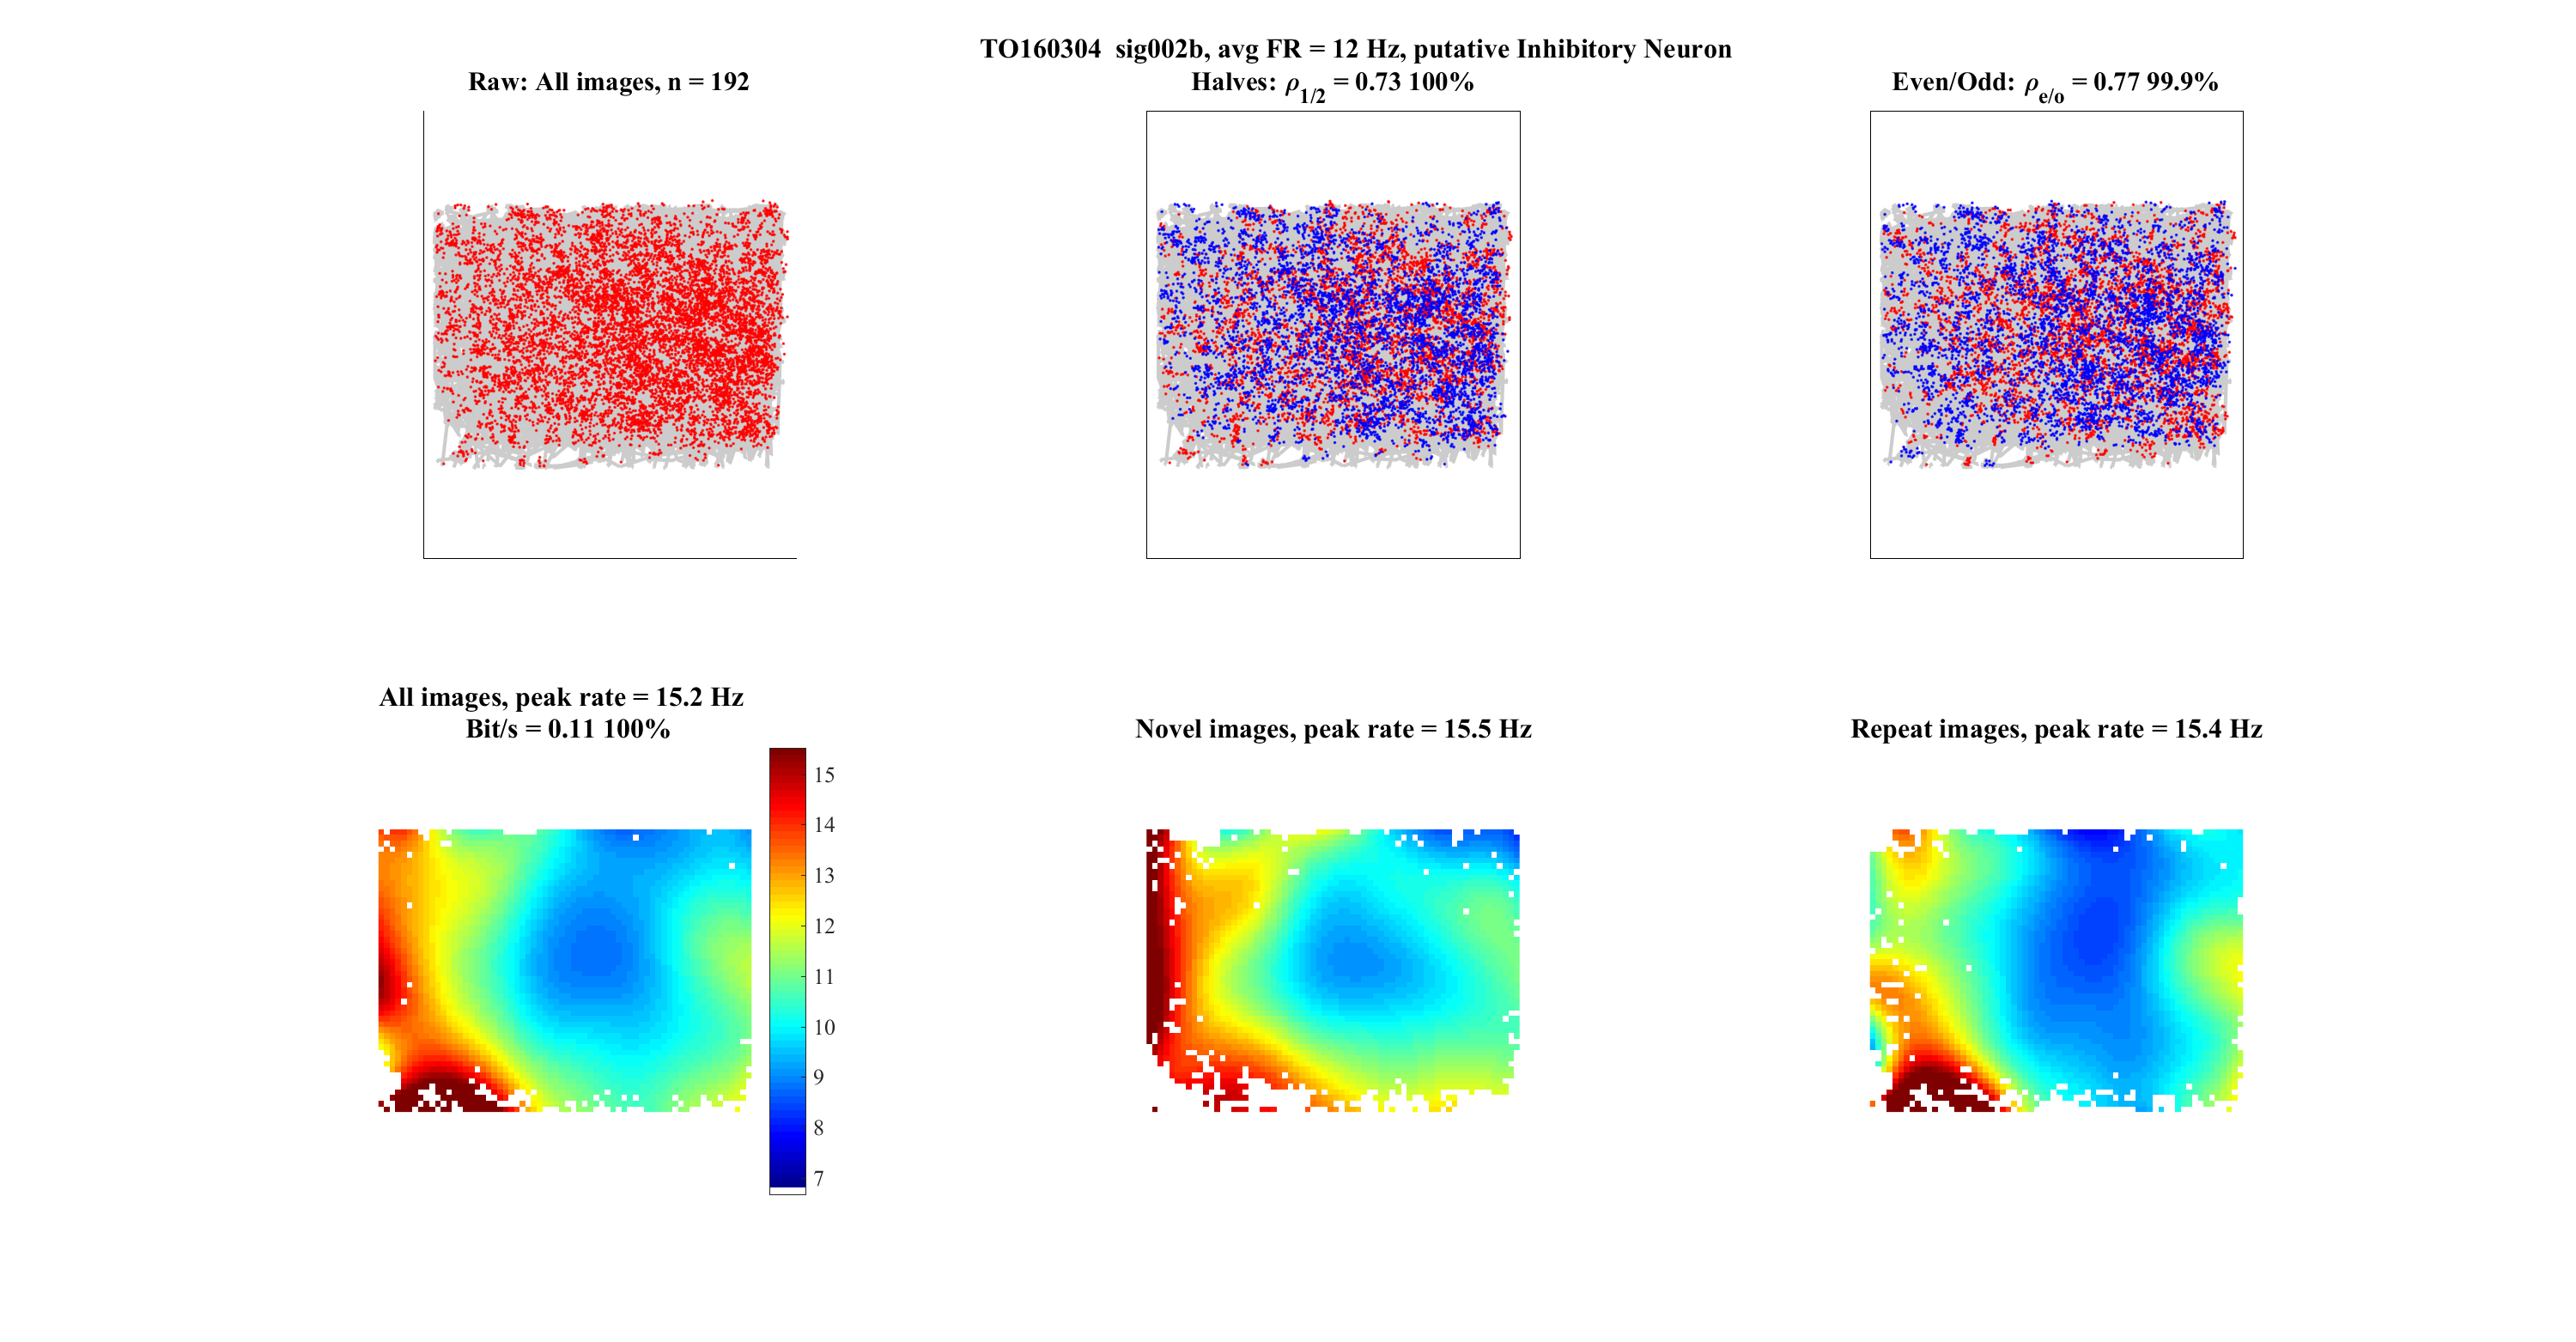 TO160304  sig002b, avg FR = 12 Hz, putative Inhibitory Neuron
Raw: All images, n = 192
Halves: ρ1/2 = 0.73 100%
Even/Odd: ρe/o = 0.77 99.9%
All images, peak rate = 15.2 Hz
Bit/s = 0.11 100%
Novel images, peak rate = 15.5 Hz
Repeat images, peak rate = 15.4 Hz
15
14
13
12
11
10
9
8
7